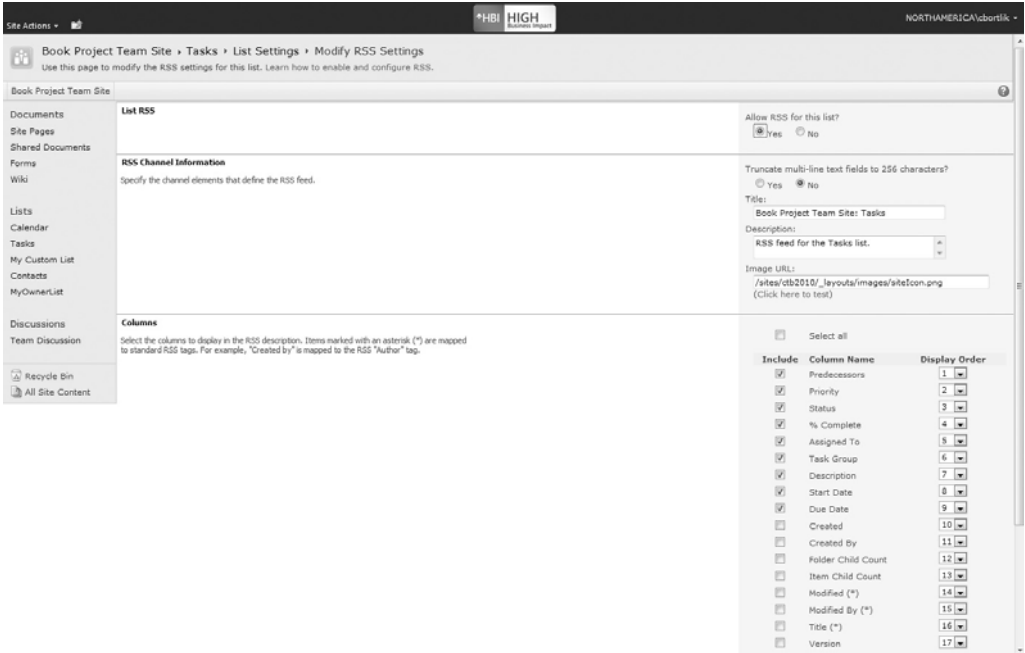 Site Actions
*HBI HIGH
Business Impact
NORTHAMERICA\cbortlik
Book Project Team Site › Tasks › List Settings › Modify RSS Settings
Use this page to modify the RSS settings for this list. Learn how to enable and configure RSS.
Book Project Team Site
Documents
Site Pages
Shared Documents
Forms
Wiki
Lists
Calendar
Tasks
My Custom List
Contacts
MyOwnerList
Discussions
Team Discussion
Recycle Bin
All Site Content
List RSS
Allow RSS for this list?
Yes No
RSS Channel Information
Specify the channel elements that define the RSS feed.
Truncate multi-line text fields to 256 characters?
Yes No
Title:
Book Project Team Site: Tasks
Description:
RSS feed for the Tasks list.
Image URL:
/sites/ctb2010/_layouts/images/siteIcon.png
(Click here to test)
Columns
Select the columns to display in the RSS description. Items marked with an asterisk (*) are mapped
to standard RSS tags. For example, "Created by" is mapped to the RSS "Author" tag.
Select all
Include Column Name Display Order
Predecessors 1
Priority 2
Status 3
% Complete 4
Assigned To 5
Task Group 6
Description 7
Start Date 8
Due Date 9
Created 10
Created By 11
Folder Child Count 12
Item Child Count 13
Modified (*) 14
Modified By (*) 15
Title (*) 16
Version 17